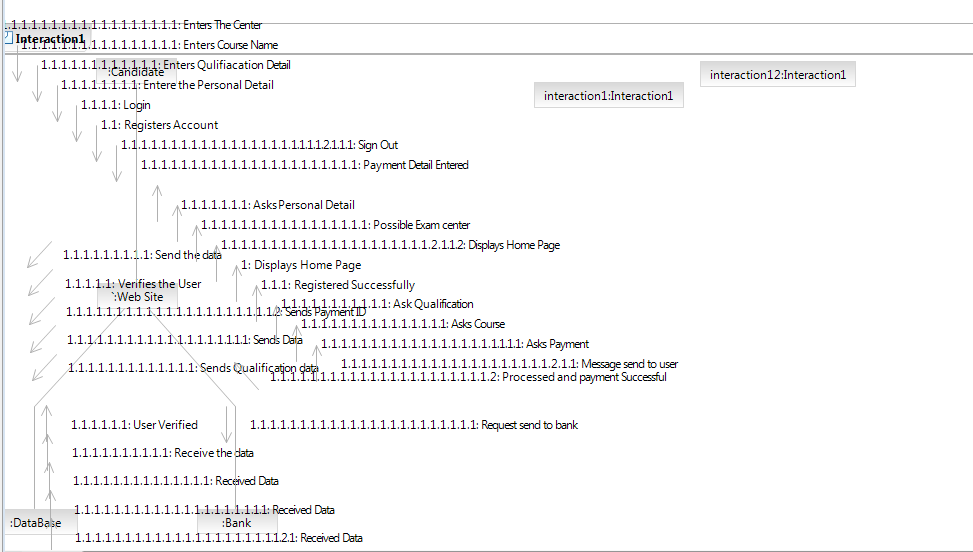 1.1.1.1.1.1.1.1.1.1.1.1.1.1.1.1.1.1: Enters The Center
Interaction1
1.1.1.1.1.1.1.1.1.1.1.1.1.1.1.1: Enters Course Name
1.1.1.1.1.1.1.1.1.1.1.1: Enters Qulifiacation Detail
:Candidate
interaction12:Interaction1
1.1.1.1.1.1.1.1: Entere the Personal Detail
interaction1:Interaction1
1.1.1.1: Login
1.1: Registers Account
1.1.1.1.1.1.1.1.1.1.1.1.1.1.1.1.1.1.1.1.1.2.1.1.1: Sign Out
1.1.1.1.1.1.1.1.1.1.1.1.1.1.1.1.1.1.1.1.1.1: Payment Detail Entered
1.1.1.1.1.1.1: Asks Personal Detail
1.1.1.1.1.1.1.1.1.1.1.1.1.1.1.1.1: Possible Exam center
1.1.1.1.1.1.1.1.1.1.1.1.1.1.1.1.1.1.1.1.1.2.1.1.2: Displays Home Page
1.1.1.1.1.1.1.1.1: Send the data
1: Displays Home Page
1.1.1.1.1: Verifies the User
1.1.1: Registered Successfully
:Web Site
1.1.1.1.1.1.1.1.1.1.1: Ask Qualification
1.1.1.1.1.1.1.1.1.1.1.1.1.1.1.1.1.1.1.1.1.2: Sends Payment ID
1.1.1.1.1.1.1.1.1.1.1.1.1.1.1: Asks Course
1.1.1.1.1.1.1.1.1.1.1.1.1.1.1.1.1.1.1: Sends Data
1.1.1.1.1.1.1.1.1.1.1.1.1.1.1.1.1.1.1.1.1: Asks Payment
1.1.1.1.1.1.1.1.1.1.1.1.1: Sends Qualification data
1.1.1.1.1.1.1.1.1.1.1.1.1.1.1.1.1.1.1.1.1.2.1.1: Message send to user
1.1.1.1.1.1.1.1.1.1.1.1.1.1.1.1.1.1.1.1.1.1.2: Processed and payment Successful
1.1.1.1.1.1: User Verified
1.1.1.1.1.1.1.1.1.1.1.1.1.1.1.1.1.1.1.1.1.1.1: Request send to bank
1.1.1.1.1.1.1.1.1.1: Receive the data
1.1.1.1.1.1.1.1.1.1.1.1.1.1: Received Data
1.1.1.1.1.1.1.1.1.1.1.1.1.1.1.1.1.1.1.1: Received Data
:DataBase
:Bank
1.1.1.1.1.1.1.1.1.1.1.1.1.1.1.1.1.1.1.1.1.2.1: Received Data